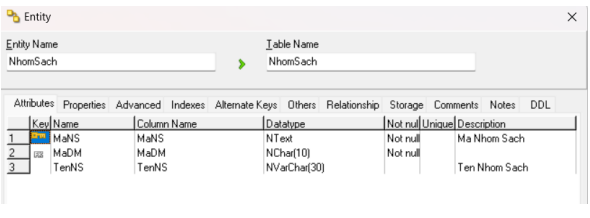 Entity
Entity Name Table Name
NhomSach NhomSach
Attributes Properties Advanced Indexes Alternate Keys Others Relationship Storage Comments Notes DDL
Key Name Column Name Datatype Not null Unique Description
1 MaNS MaNS NText Not null Ma Nhom Sach
2 MaDM MaDM NChar(10) Not null
3 TenNS TenNS NVarChar(30) Ten Nhom Sach